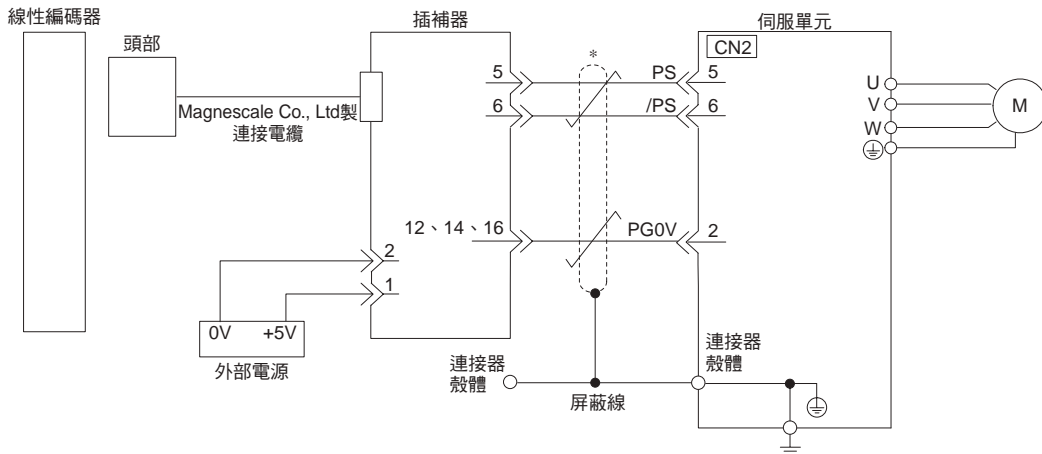 線性編碼器
頭部
Magnescale Co., Ltd製
連接電纜
插補器
5
6
12、14、16
2
1
0V +5V
外部電源
*
PS
/PS
PG0V
伺服單元
CN2
5
6
2
U
V
W
M
連接器
殼體
屏蔽線
連接器
殼體